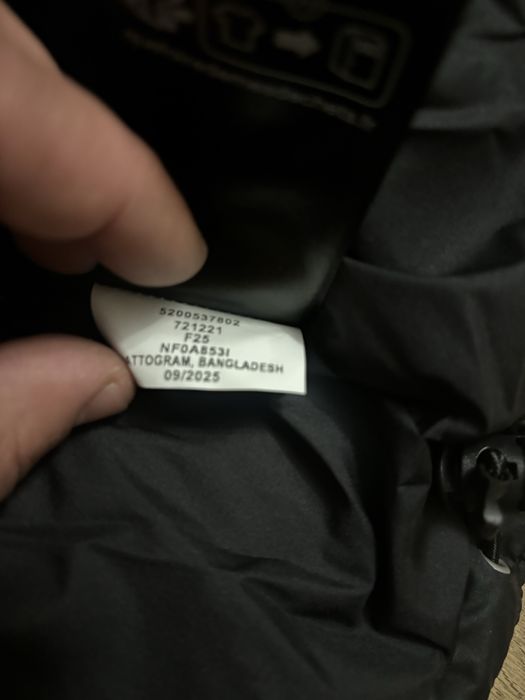 5200537802
721221
F25
NF0A853I
ATTOGRAM, BANGLADESH
09/2025